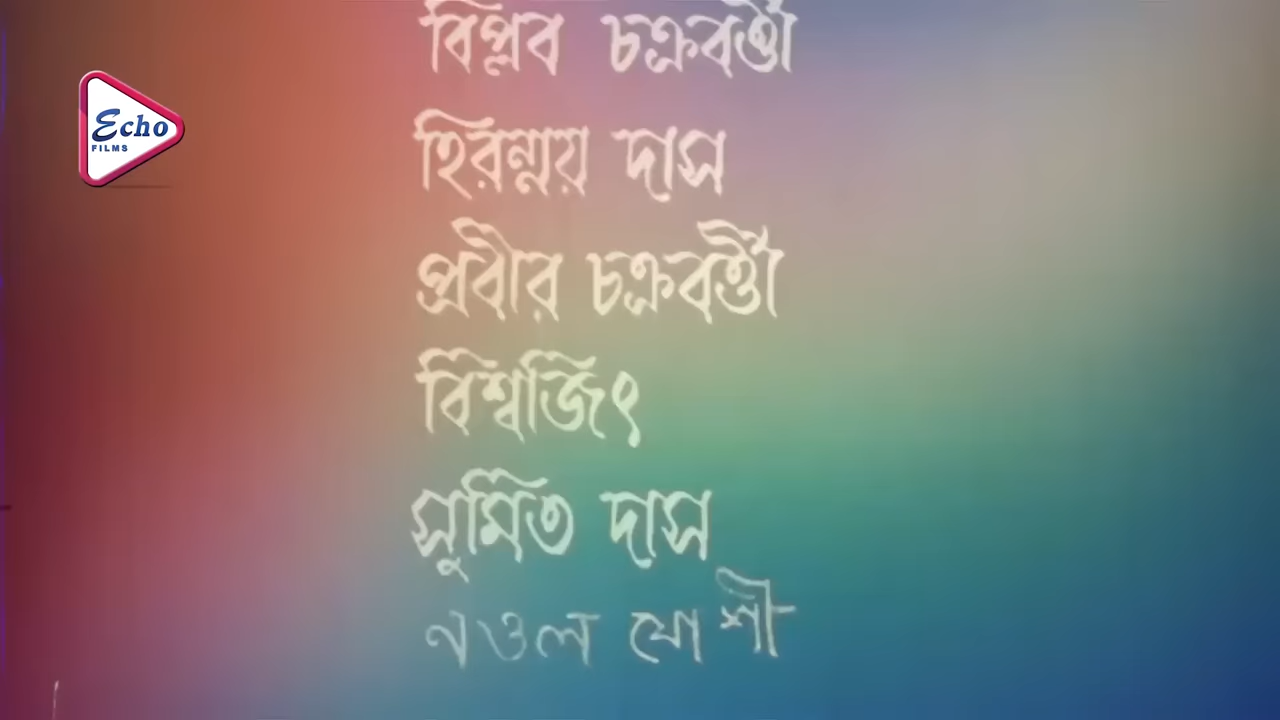 বিপ্লব চক্রবর্ত্তী
Echo
FILMS
হিরন্ময় দাস
প্রবীর চক্রবর্ত্তী
বিশ্বজিৎ
সুমিত দাস
নওল যোশী